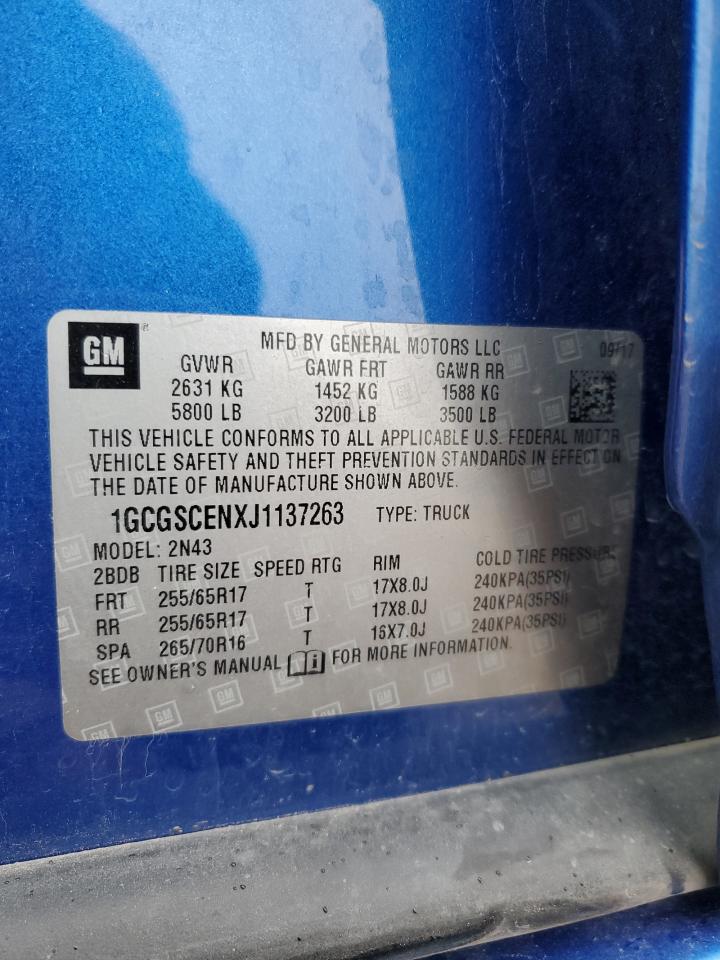 GM
MFD BY GENERAL MOTORS LLC 09/17
GVWR GAWR FRT GAWR RR
2631 KG 1452 KG 1588 KG
5800 LB 3200 LB 3500 LB
THIS VEHICLE CONFORMS TO ALL APPLICABLE U.S. FEDERAL MOTOR
VEHICLE SAFETY AND THEFT PREVENTION STANDARDS IN EFFECT ON
THE DATE OF MANUFACTURE SHOWN ABOVE.
1GCGSCENXJ1137263 TYPE: TRUCK
MODEL: 2N43
2BDB TIRE SIZE SPEED RTG RIM COLD TIRE PRESSURE
FRT 255/65R17 T 17X8.0J 240KPA(35PSI)
RR 255/65R17 T 17X8.0J 240KPA(35PSI)
SPA 265/70R16 T 16X7.0J 240KPA(35PSI)
SEE OWNER'S MANUAL FOR MORE INFORMATION.